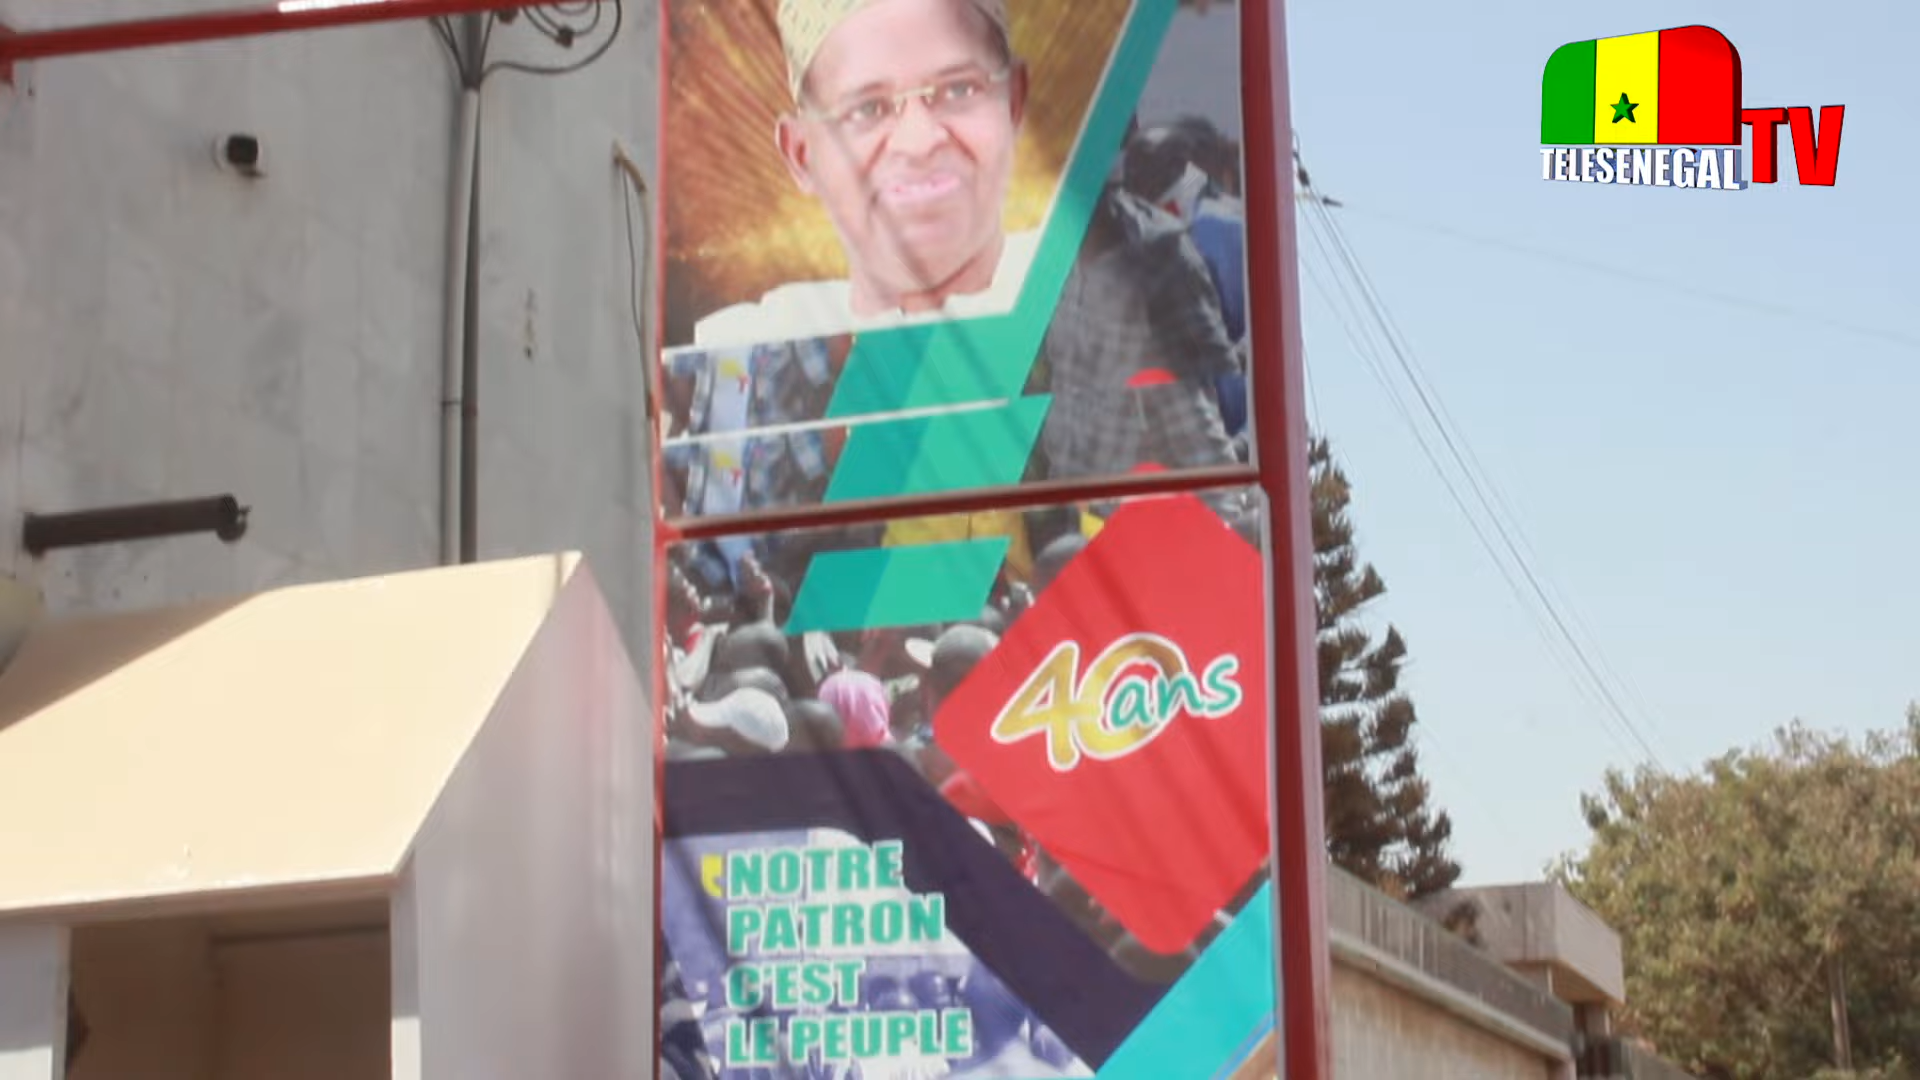 TELESENEGAL TV
40ans
NOTRE
PATRON
C'EST
LE PEUPLE